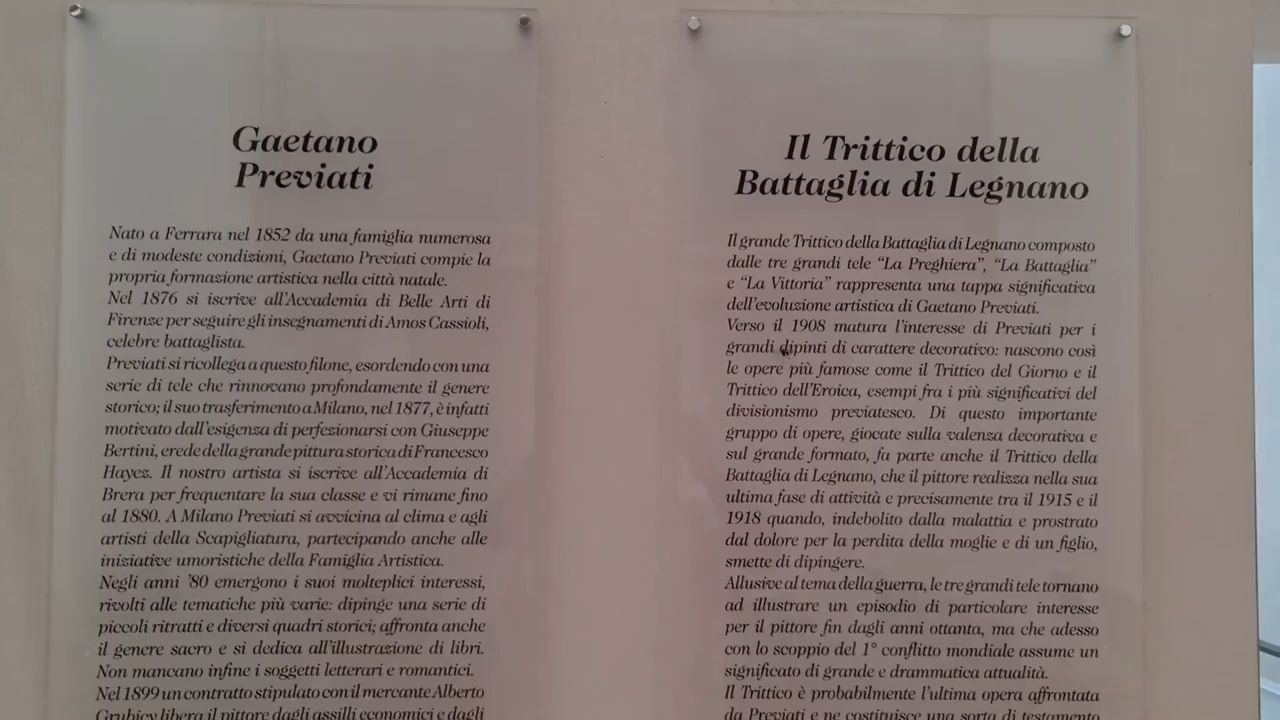 Gaetano
Previati
Nato a Ferrara nel 1852 da una famiglia numerosa
e di modeste condizioni, Gaetano Previati compie la
propria formazione artistica nella città natale.
Nel 1876 si iscrive all'Accademia di Belle Arti di
Firenze per seguire gli insegnamenti di Amos Cassioli,
celebre battaglista.
Previati si ricollega a questo filone, esordendo con una
serie di tele che rinnovano profondamente il genere
storico; il suo trasferimento a Milano, nel 1877, è infatti
motivato dall'esigenza di perfezionarsi con Giuseppe
Bertini, erede della grande pittura storica di Francesco
Hayez. Il nostro artista si iscrive all'Accademia di
Brera per frequentare la sua classe e vi rimane fino
al 1880. A Milano Previati si avvicina al clima e agli
artisti della Scapigliatura, partecipando anche alle
iniziative umoristiche della Famiglia Artistica.
Negli anni '80 emergono i suoi molteplici interessi,
rivolti alle tematiche più varie: dipinge una serie di
piccoli ritratti e diversi quadri storici; affronta anche
il genere sacro e si dedica all'illustrazione di libri.
Non mancano infine i soggetti letterari e romantici.
Nel 1899 un contratto stipulato con il mercante Alberto
Grubicy libera il pittore dagli assilli economici e dagli
Il Trittico della
Battaglia di Legnano
Il grande Trittico della Battaglia di Legnano composto
dalle tre grandi tele "La Preghiera", "La Battaglia"
e "La Vittoria" rappresenta una tappa significativa
dell'evoluzione artistica di Gaetano Previati.
Verso il 1908 matura l'interesse di Previati per i
grandi dipinti di carattere decorativo: nascono così
le opere più famose come il Trittico del Giorno e il
Trittico dell'Eroica, esempi fra i più significativi del
divisionismo previatesco. Di questo importante
gruppo di opere, giocate sulla valenza decorativa e
sul grande formato, fa parte anche il Trittico della
Battaglia di Legnano, che il pittore realizza nella sua
ultima fase di attività e precisamente tra il 1915 e il
1918 quando, indebolito dalla malattia e prostrato
dal dolore per la perdita della moglie e di un figlio,
smette di dipingere.
Allusive al tema della guerra, le tre grandi tele tornano
ad illustrare un episodio di particolare interesse
per il pittore fin dagli anni ottanta, ma che adesso
con lo scoppio del 1° conflitto mondiale assume un
significato di grande e drammatica attualità.
Il Trittico è probabilmente l'ultima opera affrontata
da Previati e ne costituisce una sorta di testamento